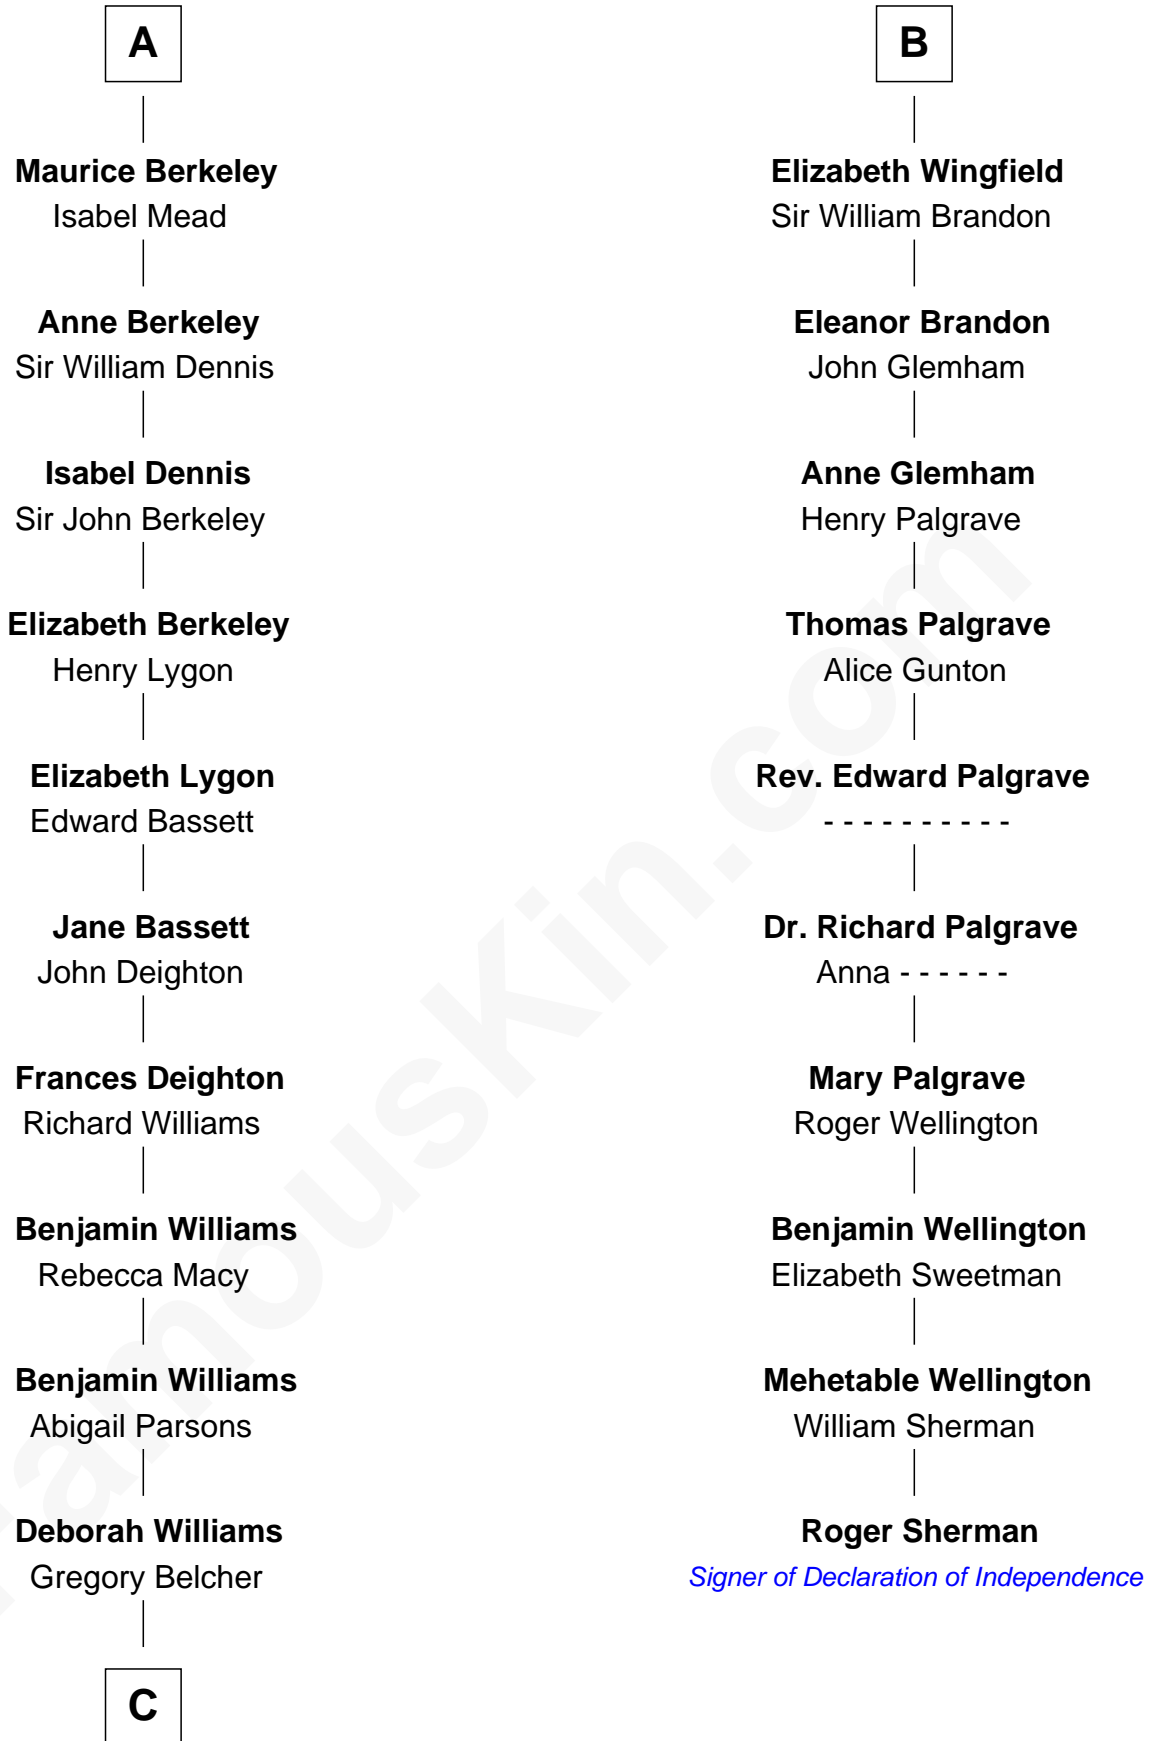 A
Maurice Berkeley
Isabel Mead
Anne Berkeley
Sir William Dennis
Isabel Dennis
Sir John Berkeley
Elizabeth Berkeley
Henry Lygon
Elizabeth Lygon
Edward Bassett
Jane Bassett
John Deighton
Frances Deighton
Richard Williams
Benjamin Williams
Rebecca Macy
Benjamin Williams
Abigail Parsons
Deborah Williams
Gregory Belcher
C
B
Elizabeth Wingfield
Sir William Brandon
Eleanor Brandon
John Glemham
Anne Glemham
Henry Palgrave
Thomas Palgrave
Alice Gunton
Rev. Edward Palgrave
- - - - - - - - - -
Dr. Richard Palgrave
Anna - - - - - -
Mary Palgrave
Roger Wellington
Benjamin Wellington
Elizabeth Sweetman
Mehetable Wellington
William Sherman
Roger Sherman
Signer of Declaration of Independence
FamousKin.com